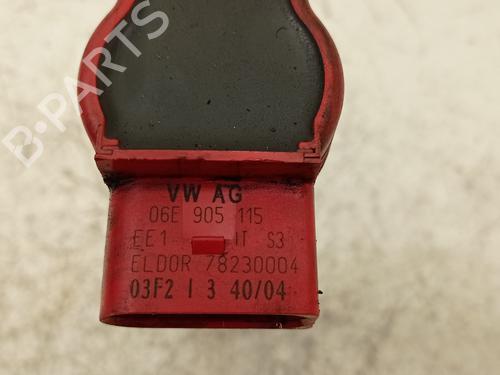 B-PARTS
VW AG
06E 905 115
EE1 IT S3
ELDOR 78230004
03F2 I 3 40/04